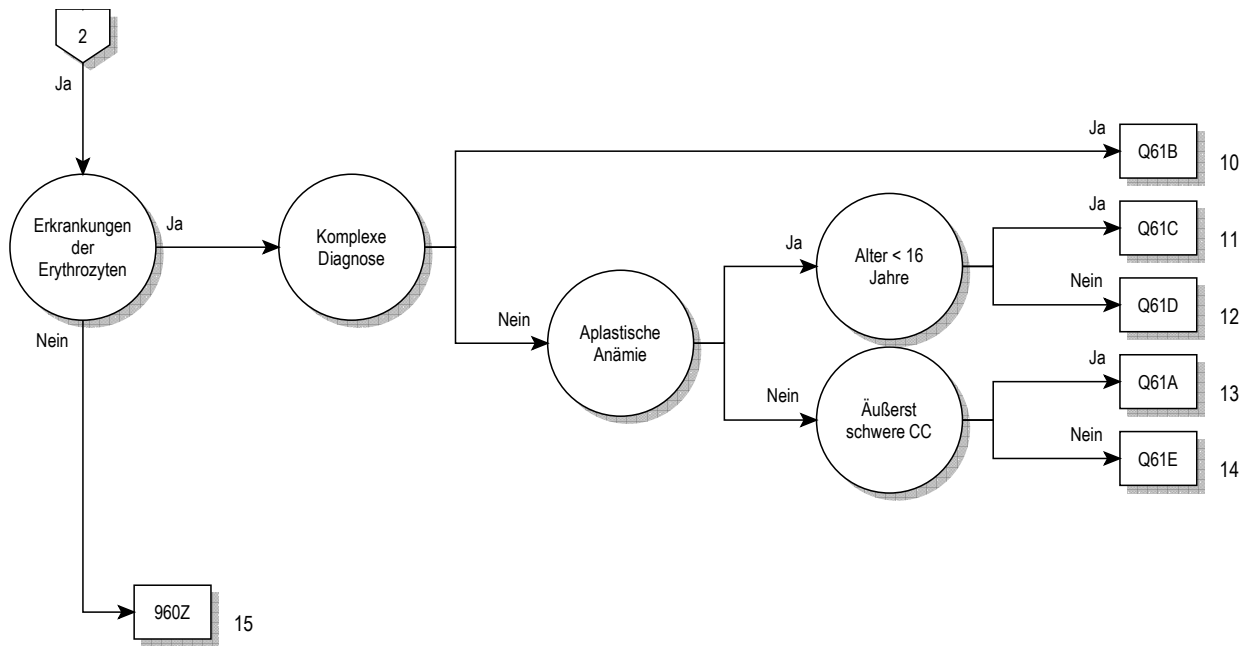 2
Ja
Erkrankungen
der
Erythrozyten
Ja
Nein
Komplexe
Diagnose
Ja
Q61B
10
Nein
Aplastische
Anämie
Ja
Alter < 16
Jahre
Ja
Q61C
11
Nein
Q61D
12
Nein
Äußerst
schwere CC
Ja
Q61A
13
Nein
Q61E
14
960Z
15